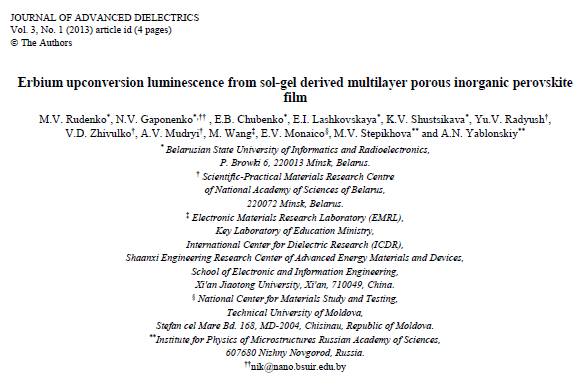 JOURNAL OF ADVANCED DIELECTRICS
Vol. 3, No. 1 (2013) article id (4 pages)
© The Authors
Erbium upconversion luminescence from sol-gel derived multilayer porous inorganic perovskite
film
M.V. Rudenko*, N.V. Gaponenko*,†† , E.B. Chubenko*, E.I. Lashkovskaya*, K.V. Shustsikava*, Yu.V. Radyush†,
V.D. Zhivulko†, A.V. Mudryi†, M. Wang‡, E.V. Monaico§, M.V. Stepikhova** and A.N. Yablonskiy**
* Belarusian State University of Informatics and Radioelectronics,
P. Browki 6, 220013 Minsk, Belarus.
† Scientific-Practical Materials Research Centre
of National Academy of Sciences of Belarus,
220072 Minsk, Belarus.
‡ Electronic Materials Research Laboratory (EMRL),
Key Laboratory of Education Ministry,
International Center for Dielectric Research (ICDR),
Shaanxi Engineering Research Center of Advanced Energy Materials and Devices,
School of Electronic and Information Engineering,
Xi'an Jiaotong University, Xi'an, 710049, China.
§ National Center for Materials Study and Testing,
Technical University of Moldova,
Stefan cel Mare Bd. 168, MD-2004, Chisinau, Republic of Moldova.
**Institute for Physics of Microstructures Russian Academy of Sciences,
607680 Nizhny Novgorod, Russia.
††nik@nano.bsuir.edu.by